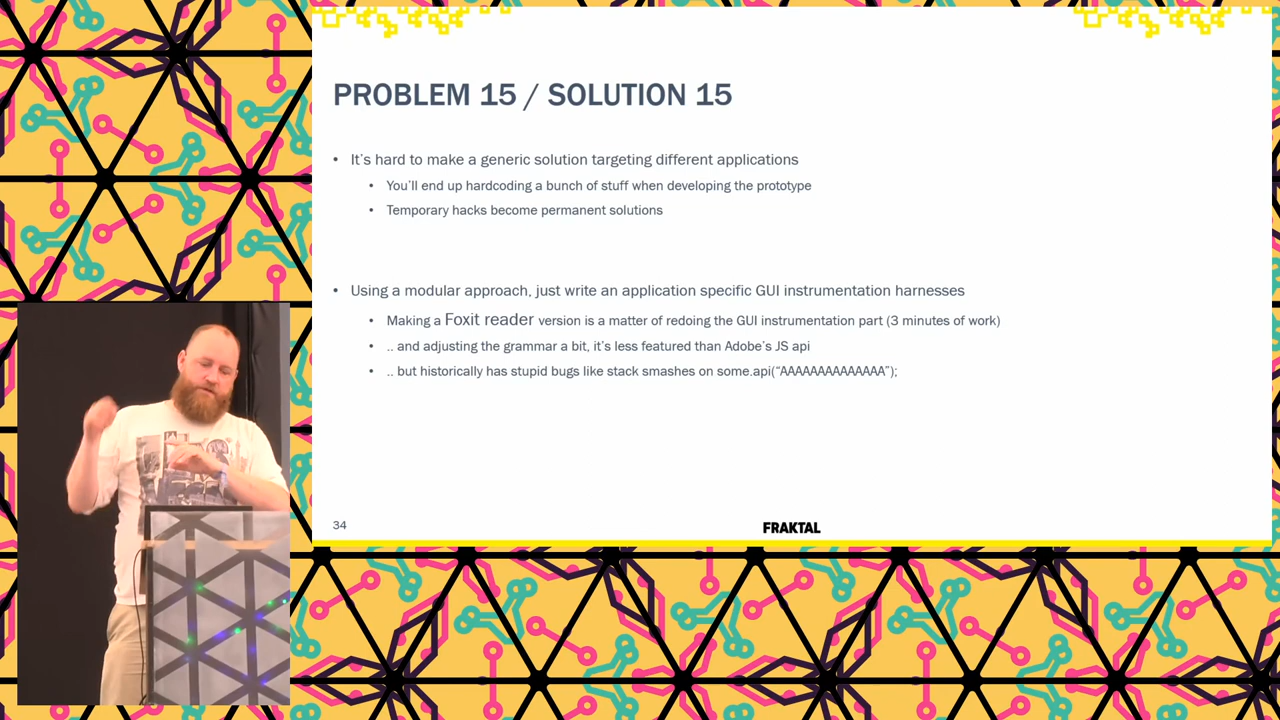 PROBLEM 15 / SOLUTION 15
• It's hard to make a generic solution targeting different applications
• You'll end up hardcoding a bunch of stuff when developing the prototype
• Temporary hacks become permanent solutions
• Using a modular approach, just write an application specific GUI instrumentation harnesses
• Making a Foxit reader version is a matter of redoing the GUI instrumentation part (3 minutes of work)
• .. and adjusting the grammar a bit, it's less featured than Adobe's JS api
• .. but historically has stupid bugs like stack smashes on some.api("AAAAAAAAAAAAAA");
34
FRAKTAL